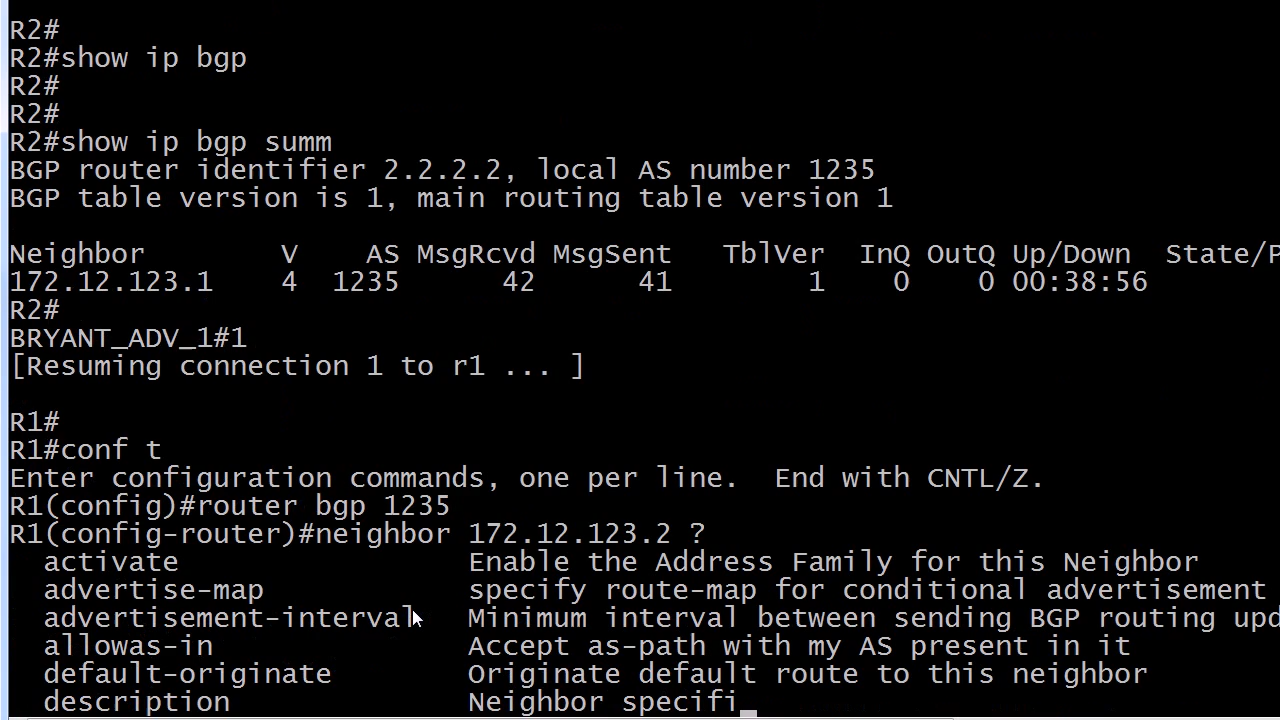 R2#
R2#show ip bgp
R2#
R2#
R2#show ip bgp summ
BGP router identifier 2.2.2.2, local AS number 1235
BGP table version is 1, main routing table version 1
Neighbor V AS MsgRcvd MsgSent TblVer InQ OutQ Up/Down State/P
172.12.123.1 4 1235 42 41 1 0 0 00:38:56
R2#
BRYANT_ADV_1#1
[Resuming connection 1 to r1 ... ]
R1#
R1#conf t
Enter configuration commands, one per line. End with CNTL/Z.
R1(config)#router bgp 1235
R1(config-router)#neighbor 172.12.123.2 ?
activate Enable the Address Family for this Neighbor
advertise-map specify route-map for conditional advertisement
advertisement-interval Minimum interval between sending BGP routing upd
allowas-in Accept as-path with my AS present in it
default-originate Originate default route to this neighbor
description Neighbor specifi